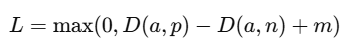 L = max(0, D(a, p) − D(a, n) + m)